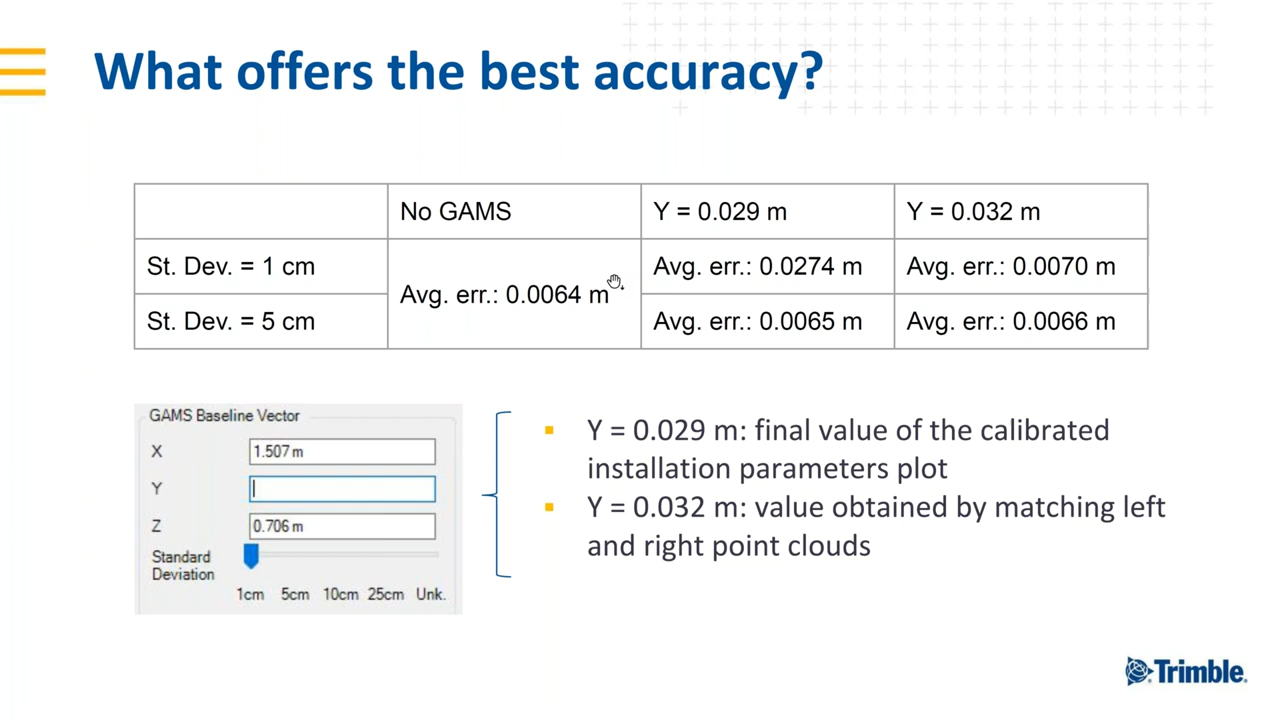 What offers the best accuracy?
No GAMS
Y = 0.029 m
Y = 0.032 m
St. Dev. = 1 cm
Avg. err.: 0.0064 m
Avg. err.: 0.0274 m
Avg. err.: 0.0070 m
St. Dev. = 5 cm
Avg. err.: 0.0065 m
Avg. err.: 0.0066 m
GAMS Baseline Vector
X
1.507 m
Y
Z
0.706 m
Standard
Deviation
1cm 5cm 10cm 25cm Unk.
▪ Y = 0.029 m: final value of the calibrated
installation parameters plot
▪ Y = 0.032 m: value obtained by matching left
and right point clouds
Trimble.